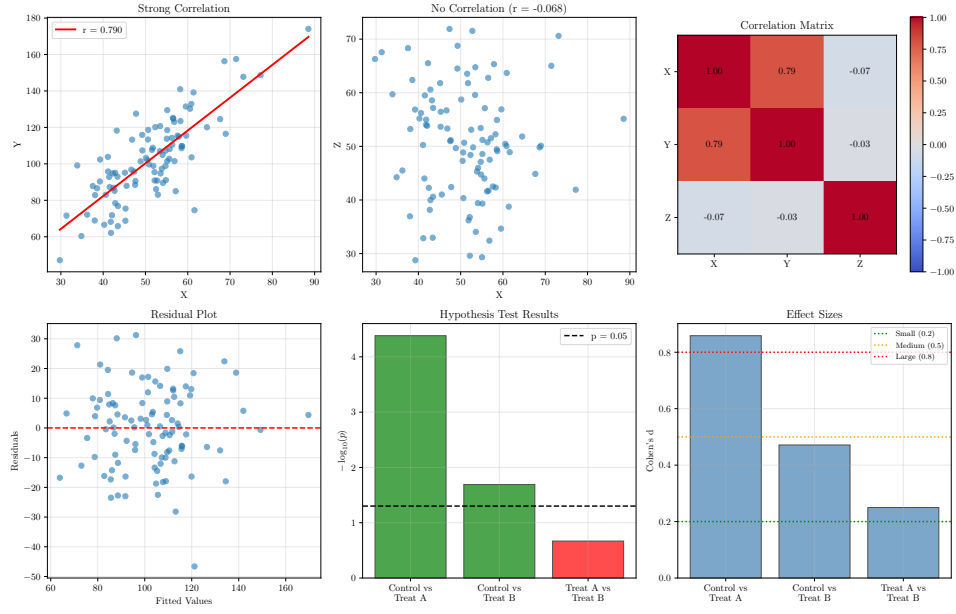 Strong Correlation
r = 0.790
180
160
140
120
100
80
60
Y
30
40
50
60
70
80
90
X
No Correlation (r = -0.068)
70
60
50
40
30
Z
20
30
40
50
60
70
80
90
X
Correlation Matrix
X
1.00
0.79
-0.07
Y
0.79
1.00
-0.03
Z
-0.07
-0.03
1.00
X
Y
Z
1.00
0.75
0.50
0.25
0.00
−0.25
−0.50
−0.75
−1.00
Residual Plot
30
20
10
0
−10
−20
−30
−40
−50
Residuals
60
80
100
120
140
160
Fitted Values
Hypothesis Test Results
p = 0.05
4
3
2
1
0
− log₁₀(p)
Control vs
Treat A
Control vs
Treat B
Treat A vs
Treat B
Effect Sizes
Small (0.2)
Medium (0.5)
Large (0.8)
0.8
0.6
0.4
0.2
0.0
Cohen's d
Control vs
Treat A
Control vs
Treat B
Treat A vs
Treat B